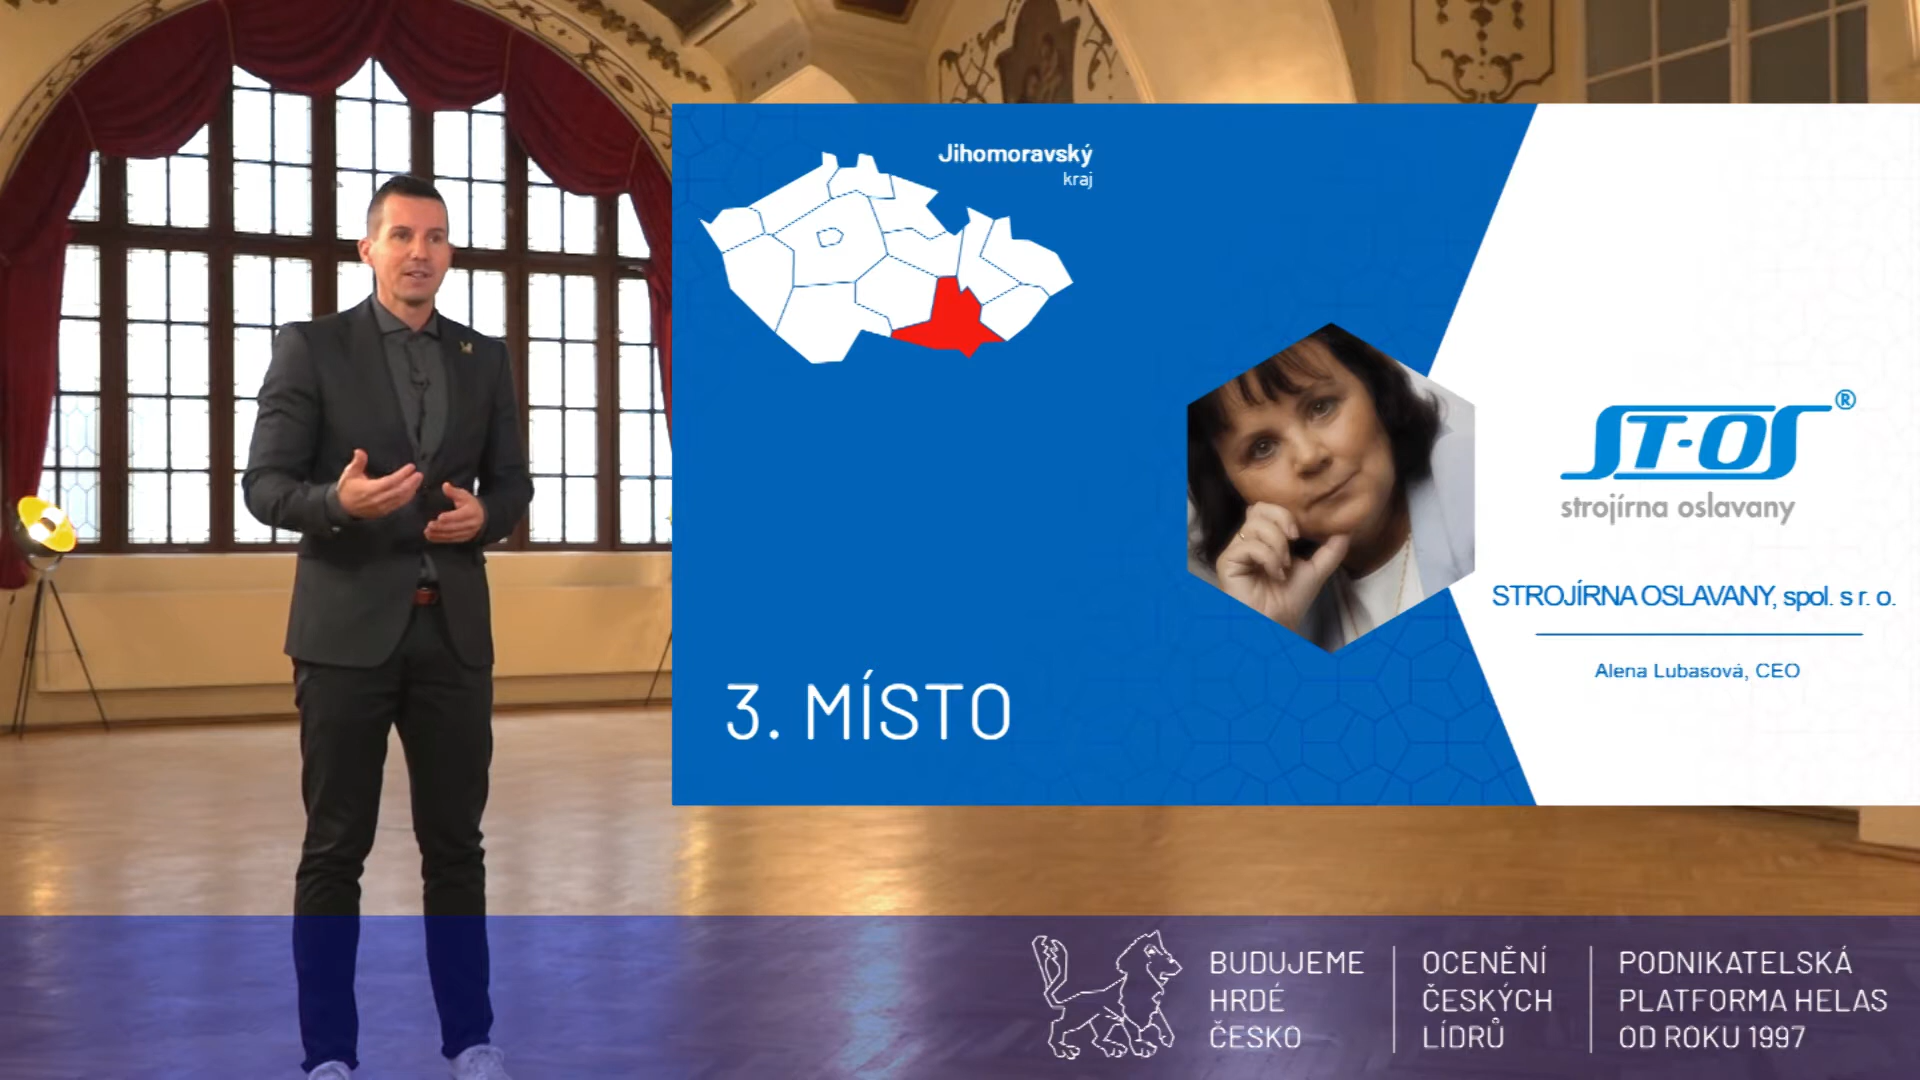 Jihomoravský
kraj
ST-OS®
strojírna oslavany
STROJÍRNA OSLAVANY, spol. s r. o.
Alena Lubasová, CEO
3. MÍSTO
BUDUJEME
HRDÉ
ČESKO
OCENĚNÍ
ČESKÝCH
LÍDRŮ
PODNIKATELSKÁ
PLATFORMA HELAS
OD ROKU 1997